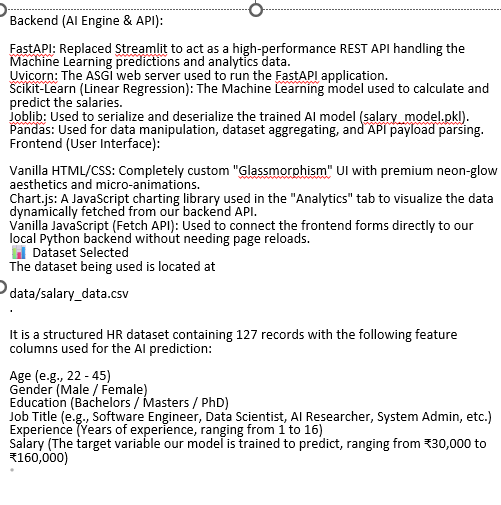 Backend (AI Engine & API):
FastAPI: Replaced Streamlit to act as a high-performance REST API handling the
Machine Learning predictions and analytics data.
Uvicorn: The ASGI web server used to run the FastAPI application.
Scikit-Learn (Linear Regression): The Machine Learning model used to calculate and
predict the salaries.
Joblib: Used to serialize and deserialize the trained AI model (salary_model.pkl).
Pandas: Used for data manipulation, dataset aggregating, and API payload parsing.
Frontend (User Interface):
Vanilla HTML/CSS: Completely custom "Glassmorphism" UI with premium neon-glow
aesthetics and micro-animations.
Chart.js: A JavaScript charting library used in the "Analytics" tab to visualize the data
dynamically fetched from our backend API.
Vanilla JavaScript (Fetch API): Used to connect the frontend forms directly to our
local Python backend without needing page reloads.
📊 Dataset Selected
The dataset being used is located at
data/salary_data.csv
.
It is a structured HR dataset containing 127 records with the following feature
columns used for the AI prediction:
Age (e.g., 22 - 45)
Gender (Male / Female)
Education (Bachelors / Masters / PhD)
Job Title (e.g., Software Engineer, Data Scientist, AI Researcher, System Admin, etc.)
Experience (Years of experience, ranging from 1 to 16)
Salary (The target variable our model is trained to predict, ranging from ₹30,000 to
₹160,000)